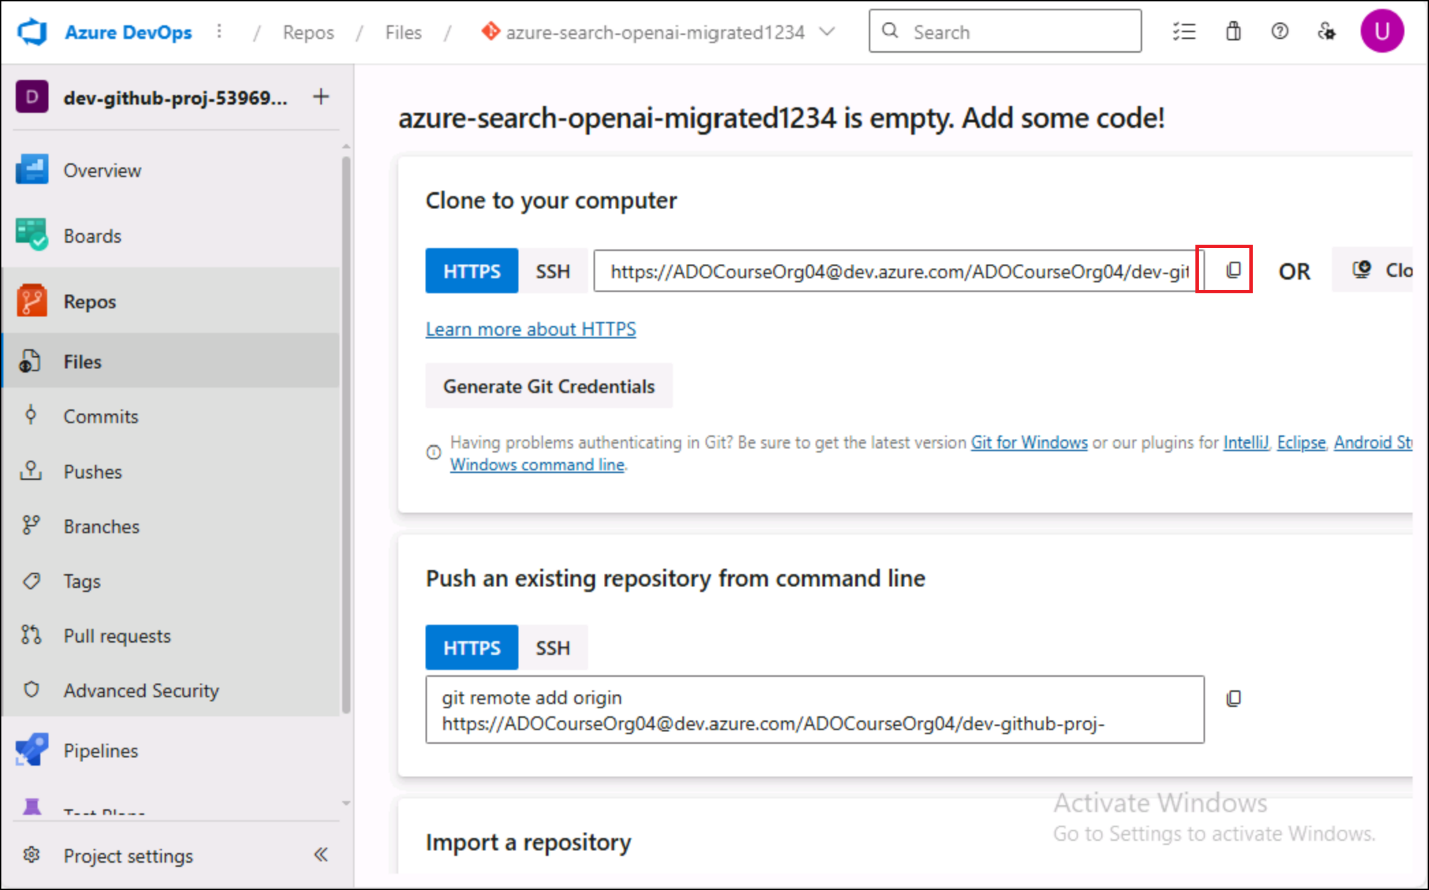 Azure DevOps / Repos / Files / azure-search-openai-migrated1234 Search U
D dev-github-proj-53969... +
Overview
Boards
Repos
Files
Commits
Pushes
Branches
Tags
Pull requests
Advanced Security
Pipelines
Test Plans
Project settings
azure-search-openai-migrated1234 is empty. Add some code!
Clone to your computer
HTTPS SSH https://ADOCourseOrg04@dev.azure.com/ADOCourseOrg04/dev-git OR Clo
Learn more about HTTPS
Generate Git Credentials
Having problems authenticating in Git? Be sure to get the latest version Git for Windows or our plugins for IntelliJ, Eclipse, Android Stu
Windows command line.
Push an existing repository from command line
HTTPS SSH
git remote add origin
https://ADOCourseOrg04@dev.azure.com/ADOCourseOrg04/dev-github-proj-
Import a repository
Activate Windows
Go to Settings to activate Windows.